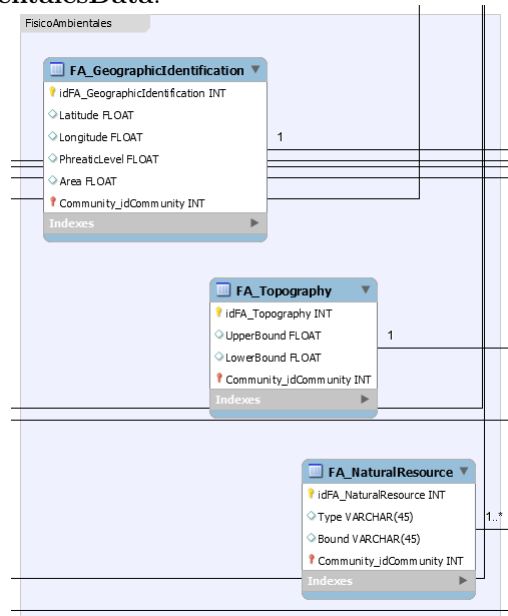 entalesData.
FisicoAmbientales
FA_GeographicIdentification
idFA_GeographicIdentification INT
Latitude FLOAT
Longitude FLOAT
1
PhreaticLevel FLOAT
Area FLOAT
Community_idCommunity INT
Indexes
FA_Topography
idFA_Topography INT
UpperBound FLOAT
1
LowerBound FLOAT
Community_idCommunity INT
Indexes
FA_NaturalResource
idFA_NaturalResource INT
Type VARCHAR(45)
1..*
Bound VARCHAR(45)
Community_idCommunity INT
Indexes